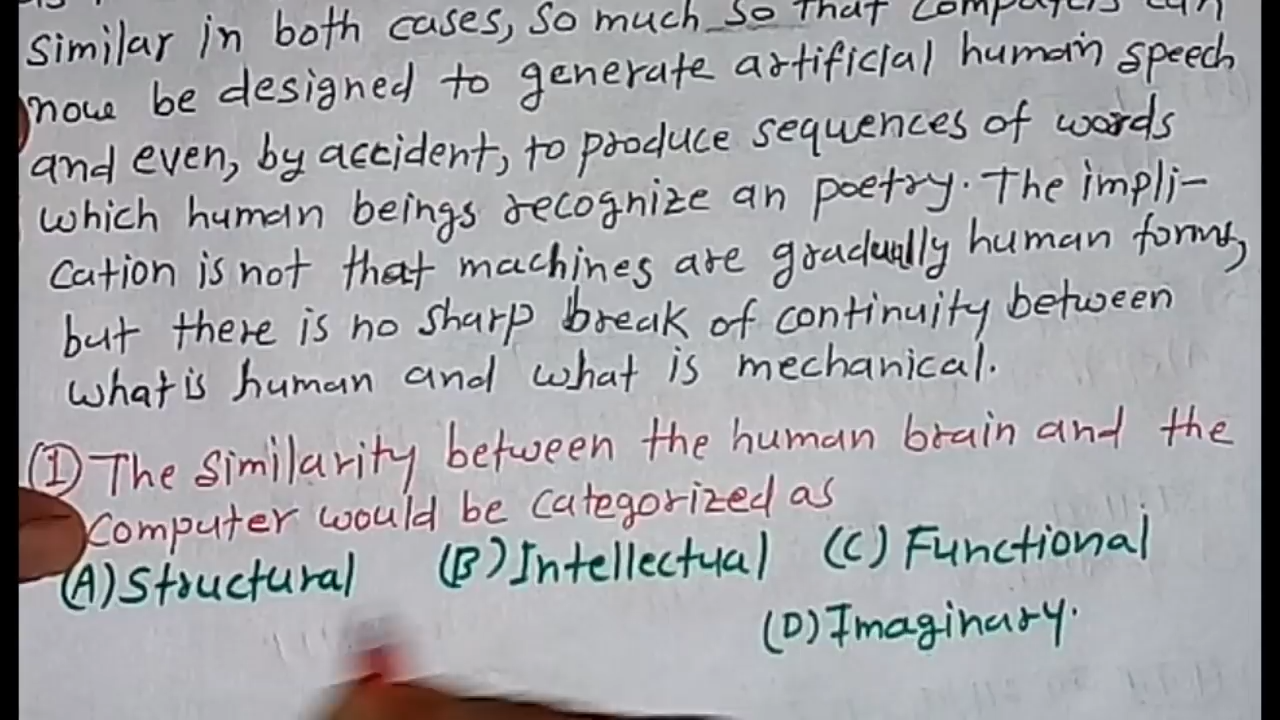 similar in both cases, so much so that computers can
now be designed to generate artificial human speech
and even, by accident, to produce sequences of words
which human beings recognize an poetry. The impli-
cation is not that machines are gradually human forms,
but there is no sharp break of continuity between
what is human and what is mechanical.
(1) The similarity between the human brain and the
computer would be categorized as
(A) Structural (B) Intellectual (C) Functional
(D) Imaginary.